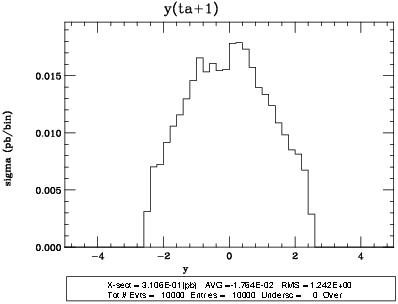 y(ta+1)
sigma (pb/bin)
0.015
0.010
0.005
0.000
-4 -2 0 2 4
y
X-sect = 3.106E-01(pb) AVG =-1.764E-02 RMS = 1.242E+00
Tot # Evts = 10000 Entries = 10000 Undersc = 0 Over